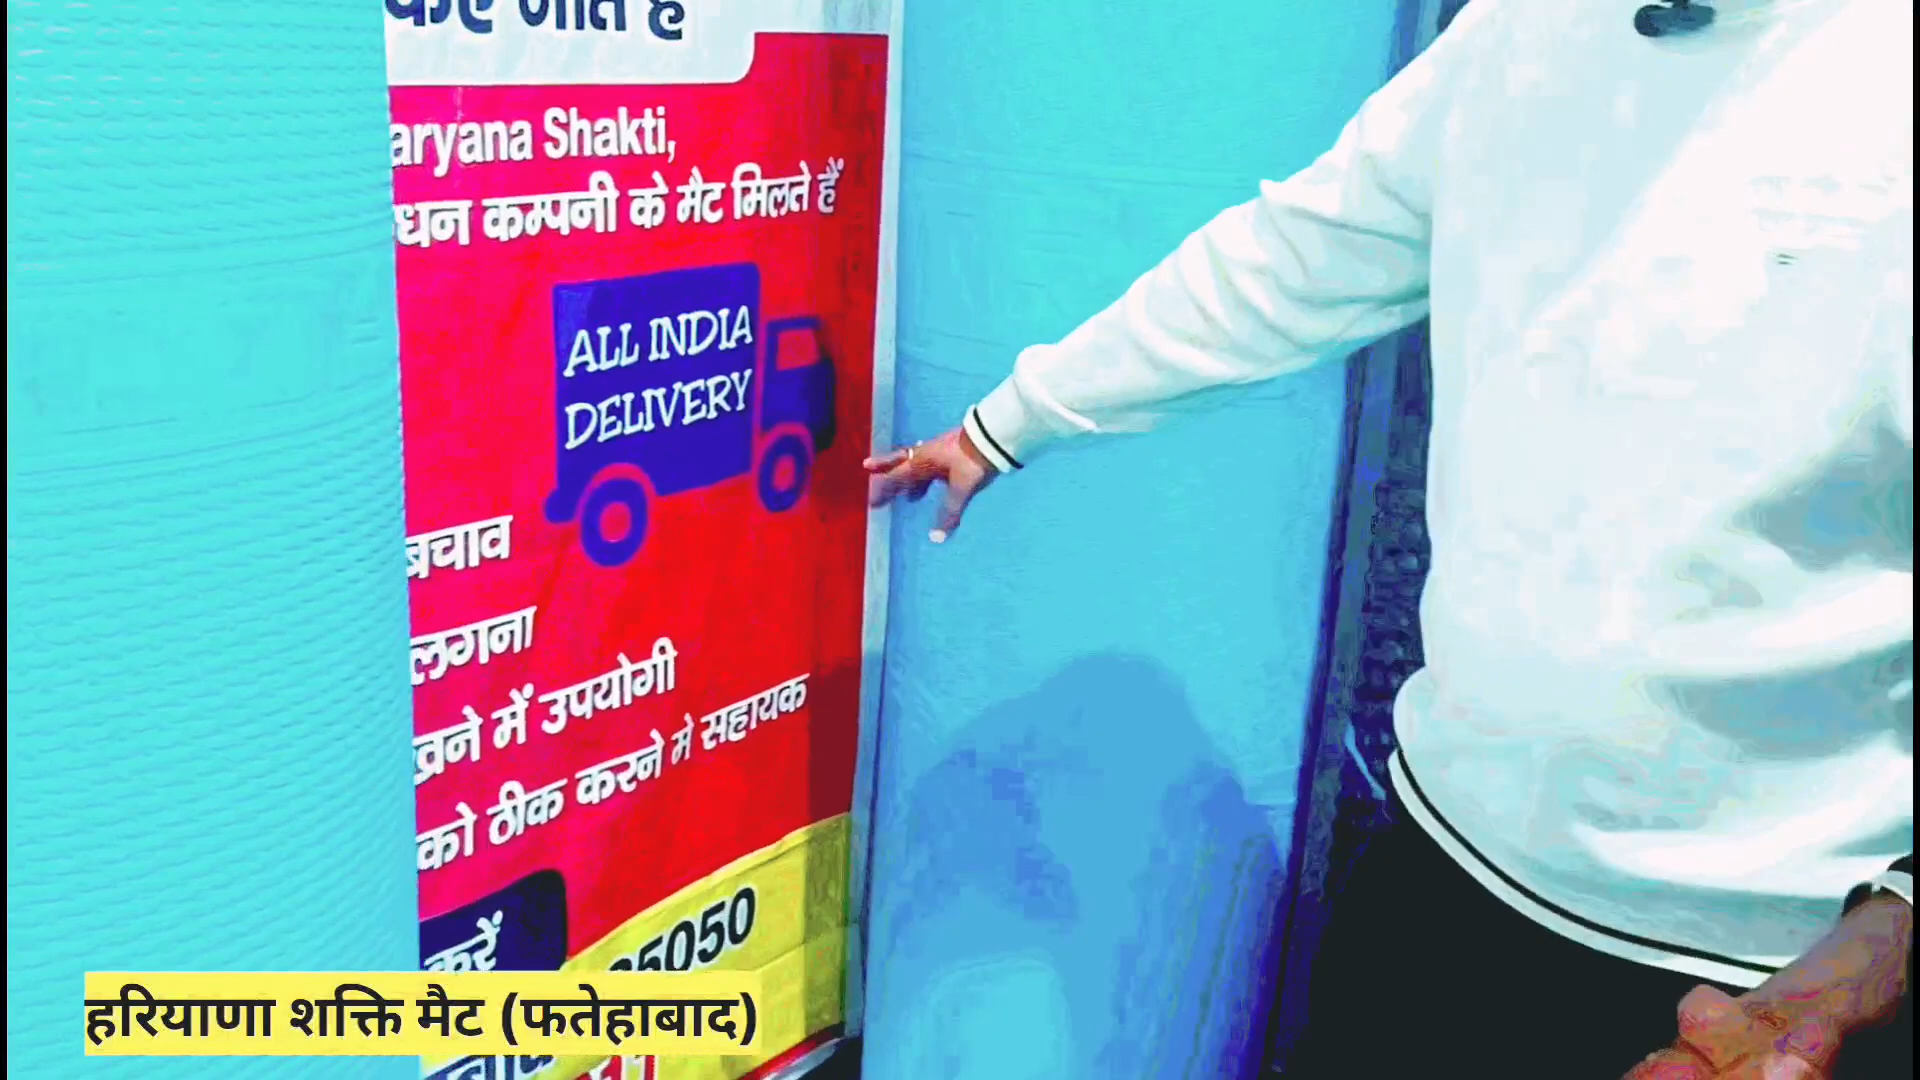 aryana Shakti,
धन कम्पनी के मैट मिलते हैं
ALL INDIA
DELIVERY
बचाव
लगना
खने में उपयोगी
को ठीक करने मे सहायक
करें
5050
हरियाणा शक्ति मैट (फतेहाबाद)